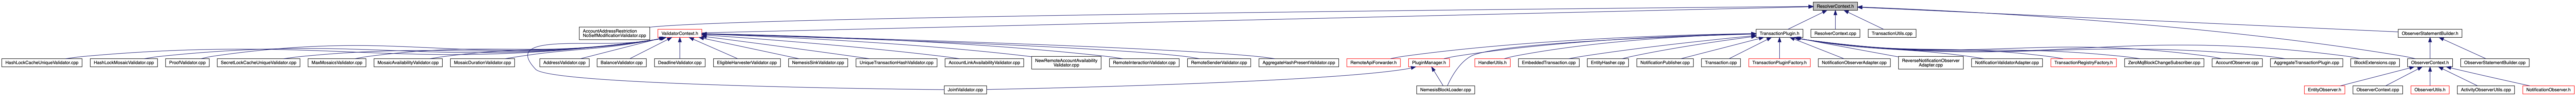 ResolverContext.h
AccountAddressRestriction
NoSelfModificationValidator.cpp
ValidatorContext.h
TransactionPlugin.h
ResolverContext.cpp
TransactionUtils.cpp
ObserverStatementBuilder.h
HashLockCacheUniqueValidator.cpp
HashLockMosaicValidator.cpp
ProofValidator.cpp
SecretLockCacheUniqueValidator.cpp
MaxMosaicsValidator.cpp
MosaicAvailabilityValidator.cpp
MosaicDurationValidator.cpp
AddressValidator.cpp
BalanceValidator.cpp
DeadlineValidator.cpp
EligibleHarvesterValidator.cpp
NemesisSinkValidator.cpp
UniqueTransactionHashValidator.cpp
AccountLinkAvailabilityValidator.cpp
NewRemoteAccountAvailability
Validator.cpp
RemoteInteractionValidator.cpp
RemoteSenderValidator.cpp
AggregateHashPresentValidator.cpp
RemoteApiForwarder.h
PluginManager.h
HandlerUtils.h
EmbeddedTransaction.cpp
EntityHasher.cpp
NotificationPublisher.cpp
Transaction.cpp
TransactionPluginFactory.h
NotificationObserverAdapter.cpp
ReverseNotificationObserver
Adapter.cpp
NotificationValidatorAdapter.cpp
TransactionRegistryFactory.h
ZeroMqBlockChangeSubscriber.cpp
AccountObserver.cpp
AggregateTransactionPlugin.cpp
BlockExtensions.cpp
ObserverContext.h
ObserverStatementBuilder.cpp
JointValidator.cpp
NemesisBlockLoader.cpp
EntityObserver.h
ObserverContext.cpp
ObserverUtils.h
ActivityObserverUtils.cpp
NotificationObserver.h